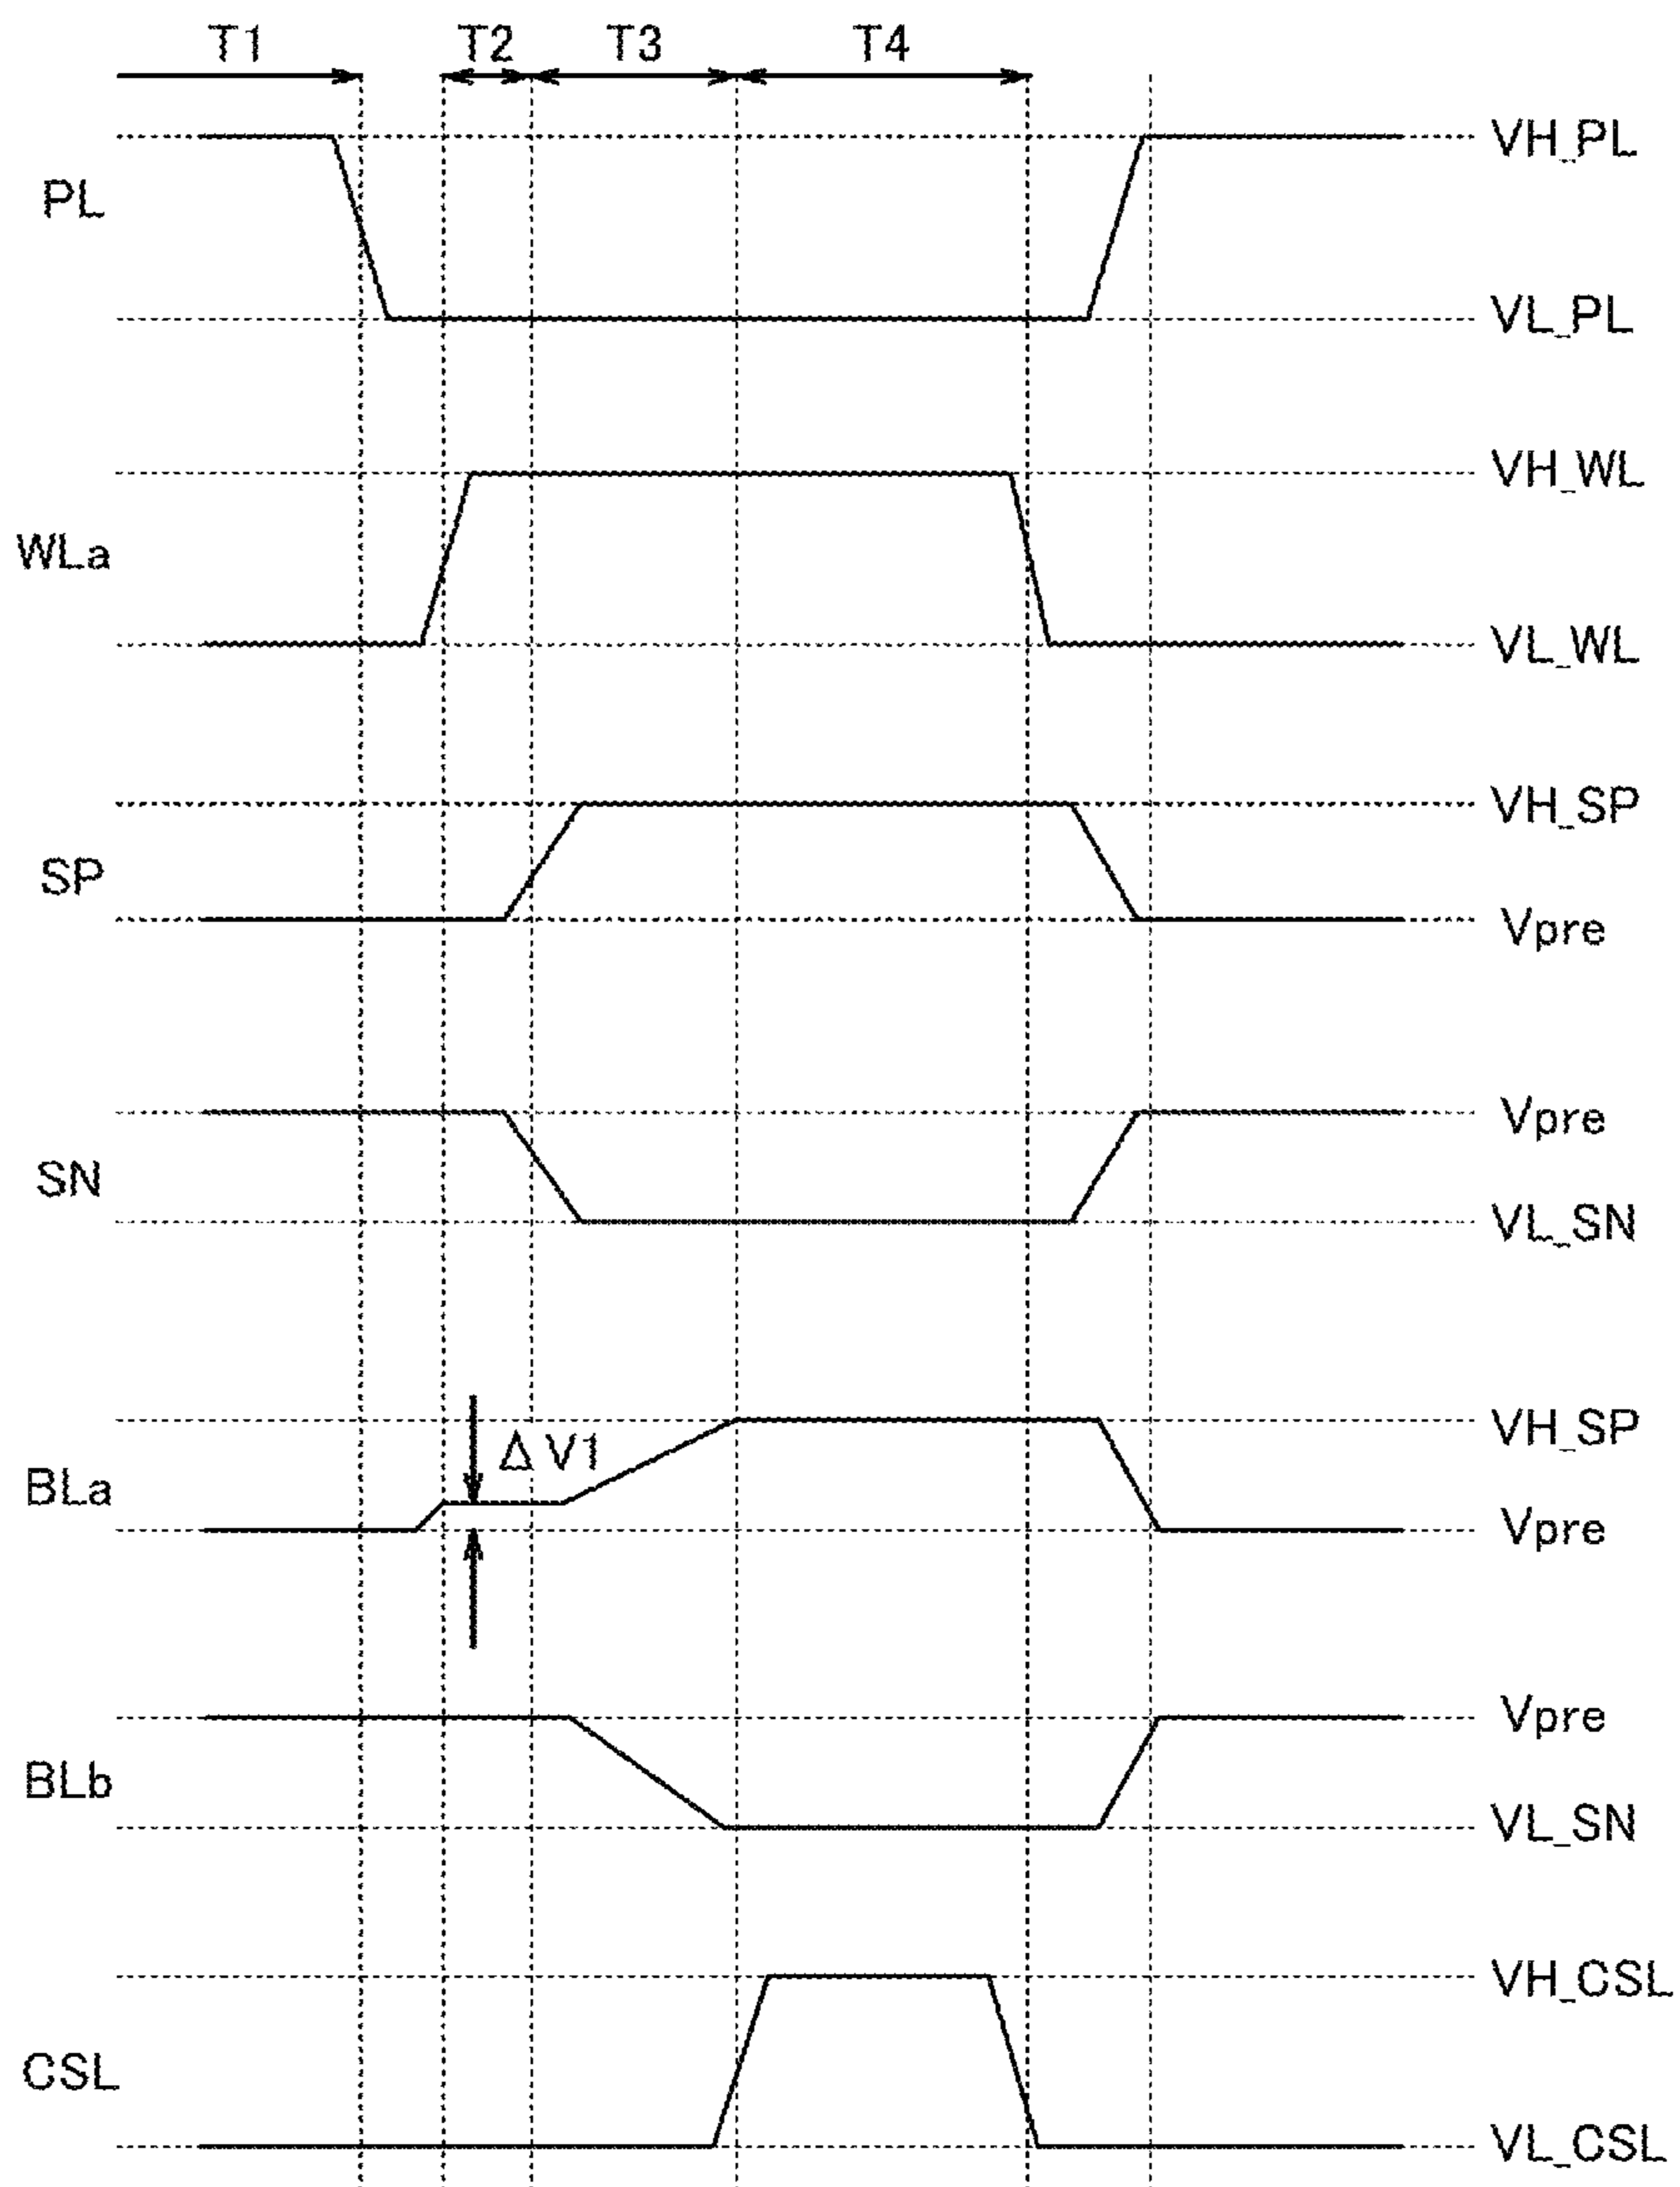 T1 T2 T3 T4
VH_PL
PL
VL_PL
VH_WL
WLa
VL_WL
VH_SP
SP
Vpre
Vpre
SN
VL_SN
VH_SP
ΔV1
BLa
Vpre
Vpre
BLb
VL_SN
VH_CSL
CSL
VL_CSL